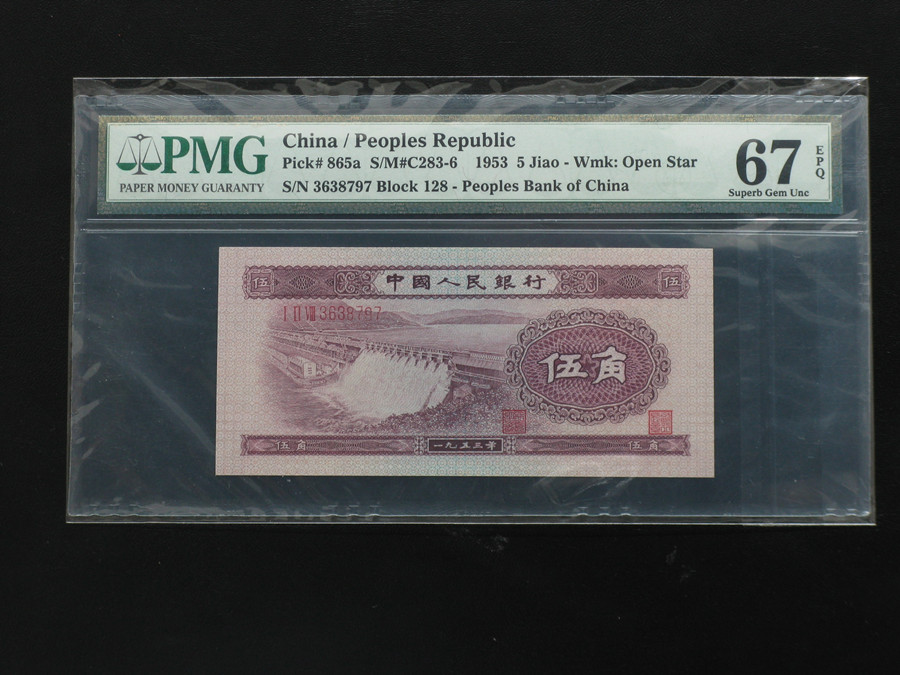 PMG
PAPER MONEY GUARANTY
China / Peoples Republic
Pick# 865a S/M#C283-6 1953 5 Jiao - Wmk: Open Star
S/N 3638797 Block 128 - Peoples Bank of China
67
EPQ
Superb Gem Unc
伍 中國人民銀行 伍
I II VIII 3638797
伍角
伍角 一九五三年 伍角